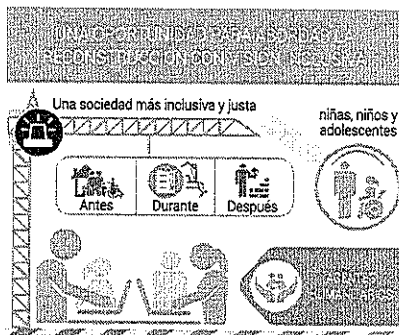 UNA OPORTUNIDAD PARA ABORDAR LA
RECONSTRUCCIÓN CON VISIÓN INCLUSIVA
Una sociedad más inclusiva y justa
niñas, niños y
adolescentes
Antes
Durante
Después